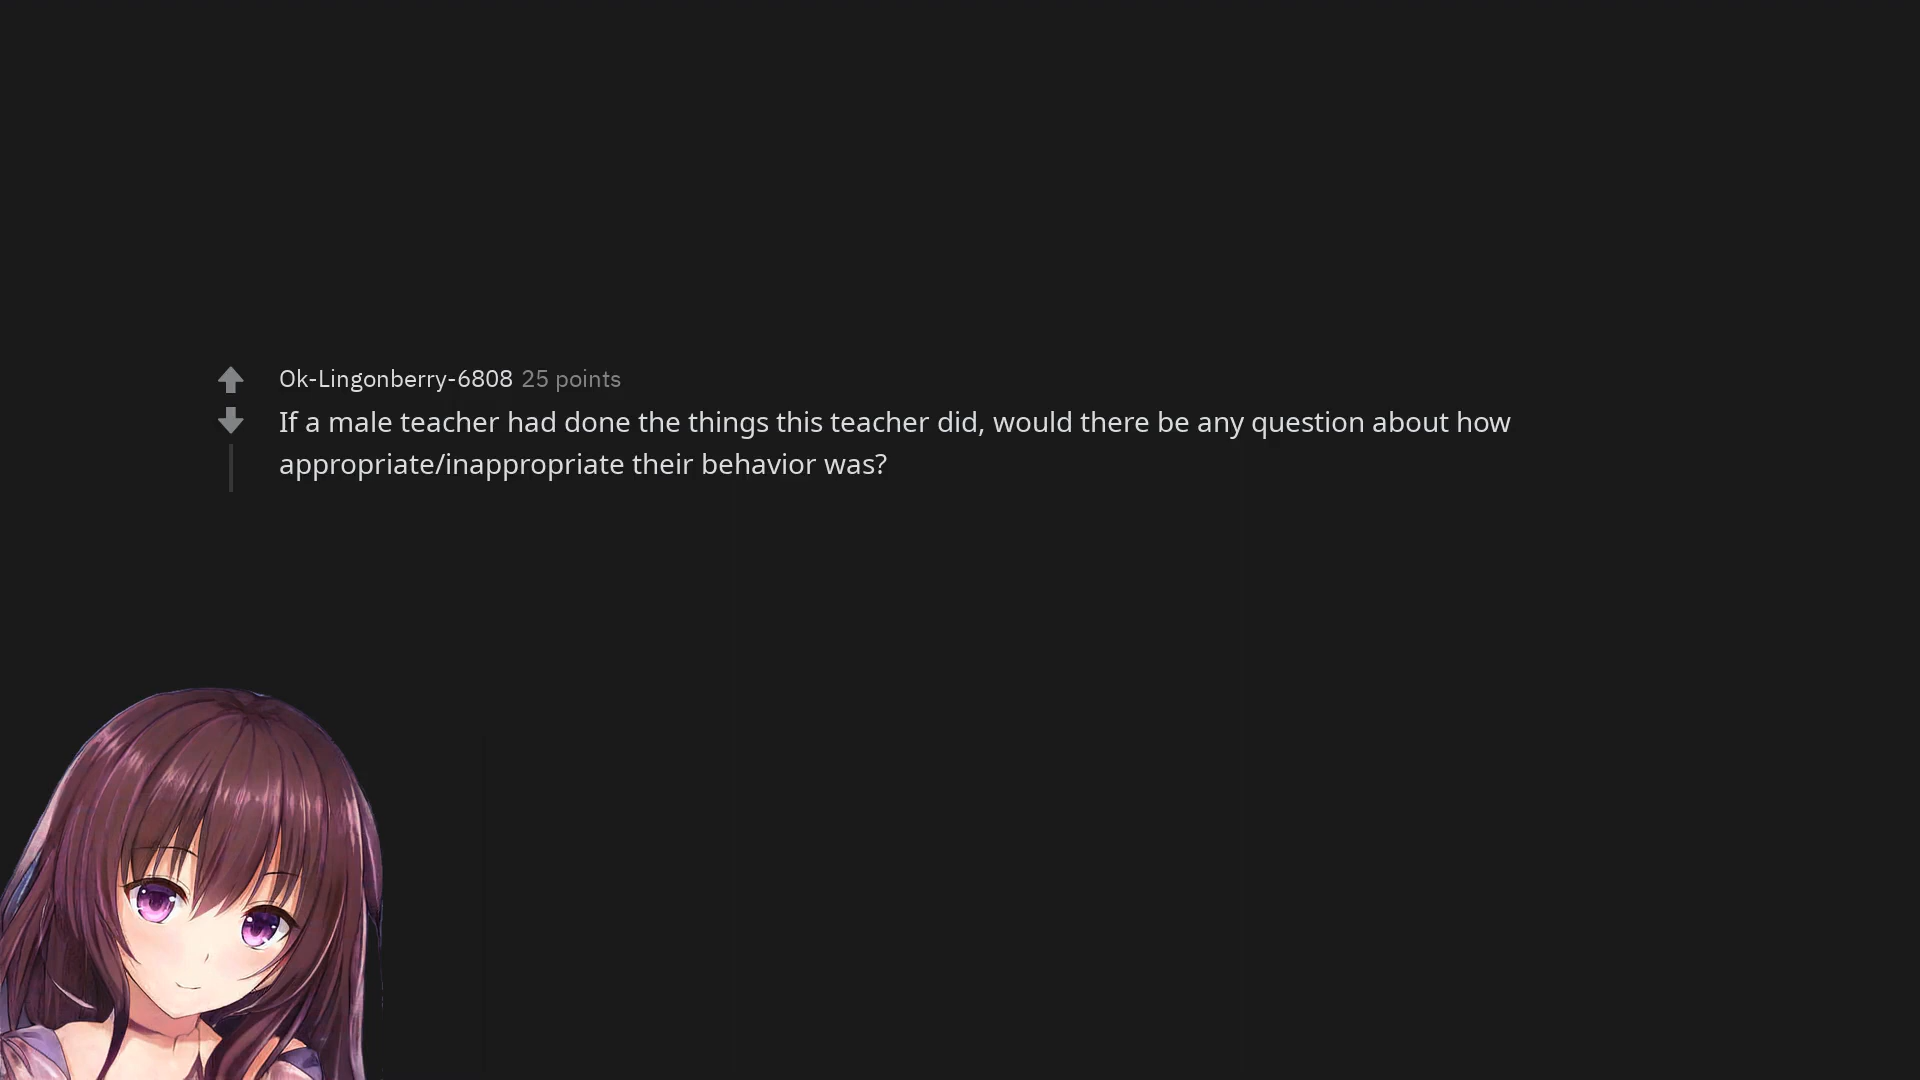 Ok-Lingonberry-6808 25 points
If a male teacher had done the things this teacher did, would there be any question about how
appropriate/inappropriate their behavior was?